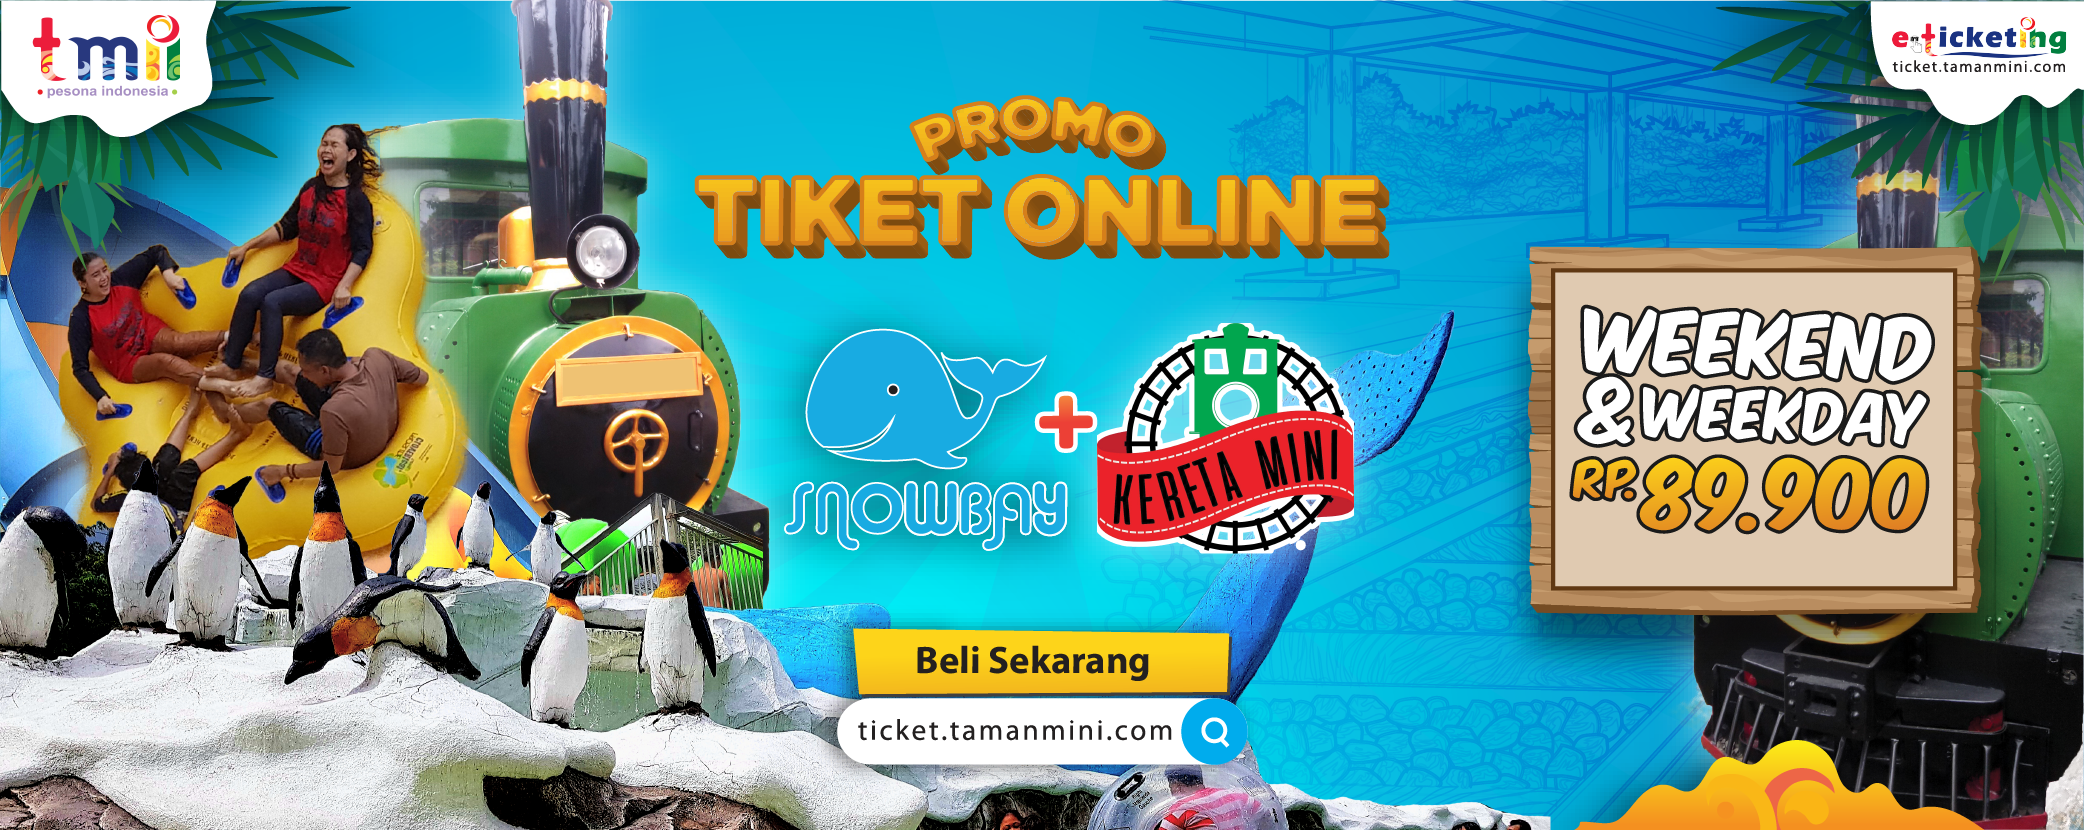 tmii
• pesona indonesia •
e-ticketing
ticket.tamanmini.com
PROMO
TIKET ONLINE
SNOWBAY
+
KERETA MINI
WEEKEND
& WEEKDAY
RP. 89.900
Beli Sekarang
ticket.tamanmini.com